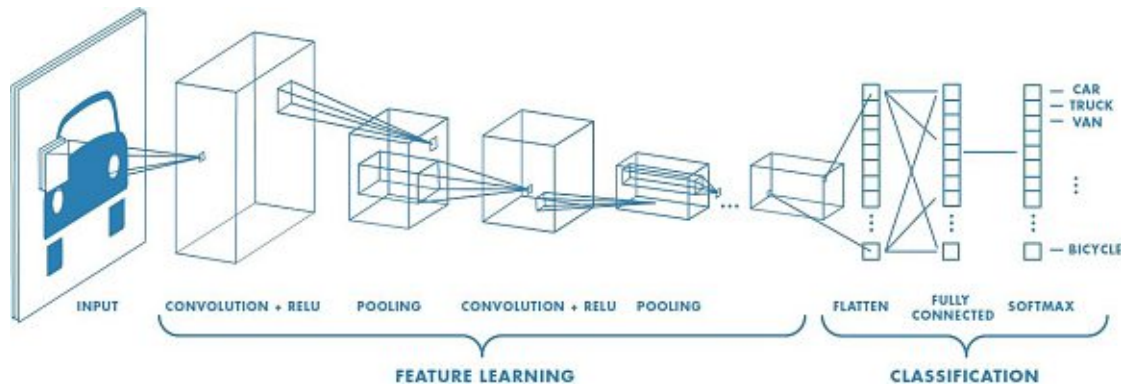 CAR
TRUCK
VAN
...
⋮
⋮
⋮
BICYCLE
INPUT
CONVOLUTION + RELU
POOLING
CONVOLUTION + RELU
POOLING
FLATTEN
FULLY
CONNECTED
SOFTMAX
FEATURE LEARNING
CLASSIFICATION